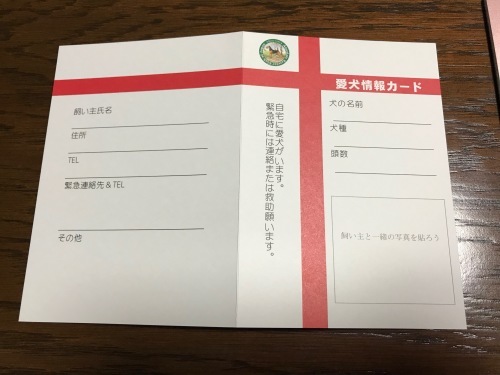 飼い主氏名
住所
TEL
緊急連絡先&TEL
その他
自宅に愛犬がいます。
緊急時には連絡または救助願います。
愛犬情報カード
犬の名前
犬種
頭数
飼い主と一緒の写真を貼ろう